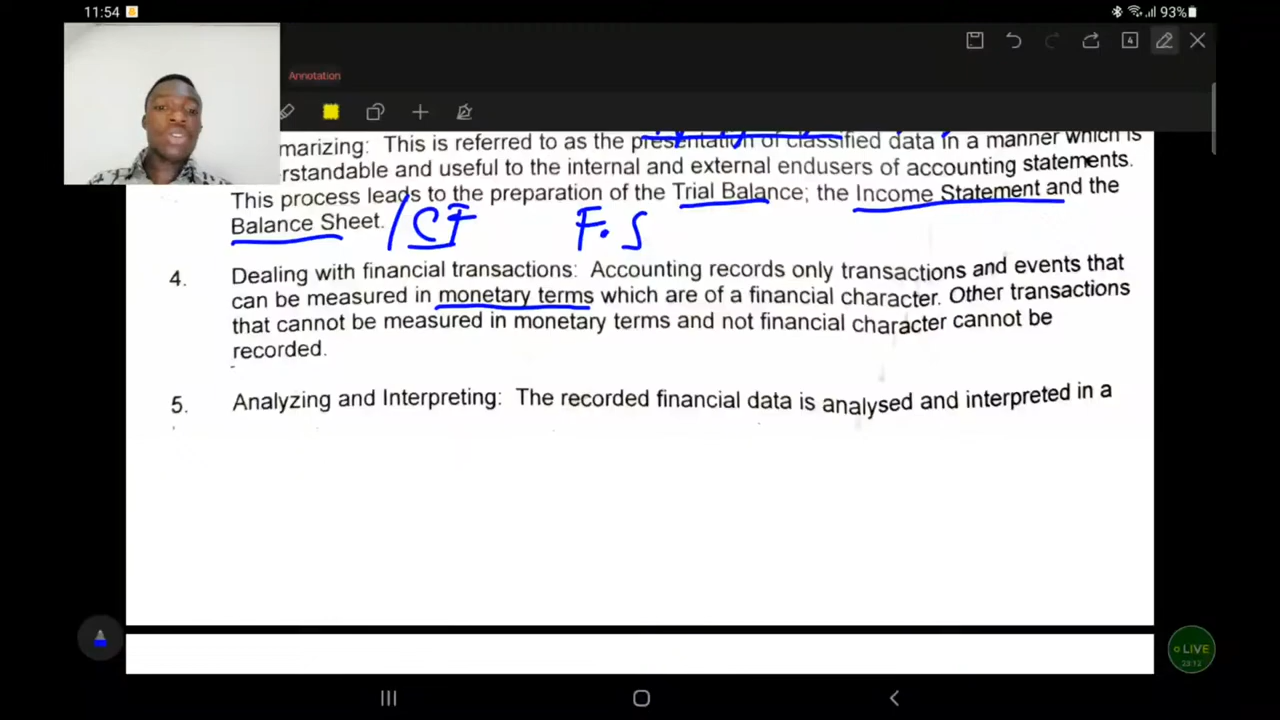 11:54
93%
Annotation
4
marizing: This is referred to as the presentation of classified data in a manner which is
rstandable and useful to the internal and external endusers of accounting statements.
This process leads to the preparation of the Trial Balance; the Income Statement and the
Balance Sheet. / CF F. S
4. Dealing with financial transactions: Accounting records only transactions and events that
can be measured in monetary terms which are of a financial character. Other transactions
that cannot be measured in monetary terms and not financial character cannot be
recorded.
5. Analyzing and Interpreting: The recorded financial data is analysed and interpreted in a
LIVE
23:12